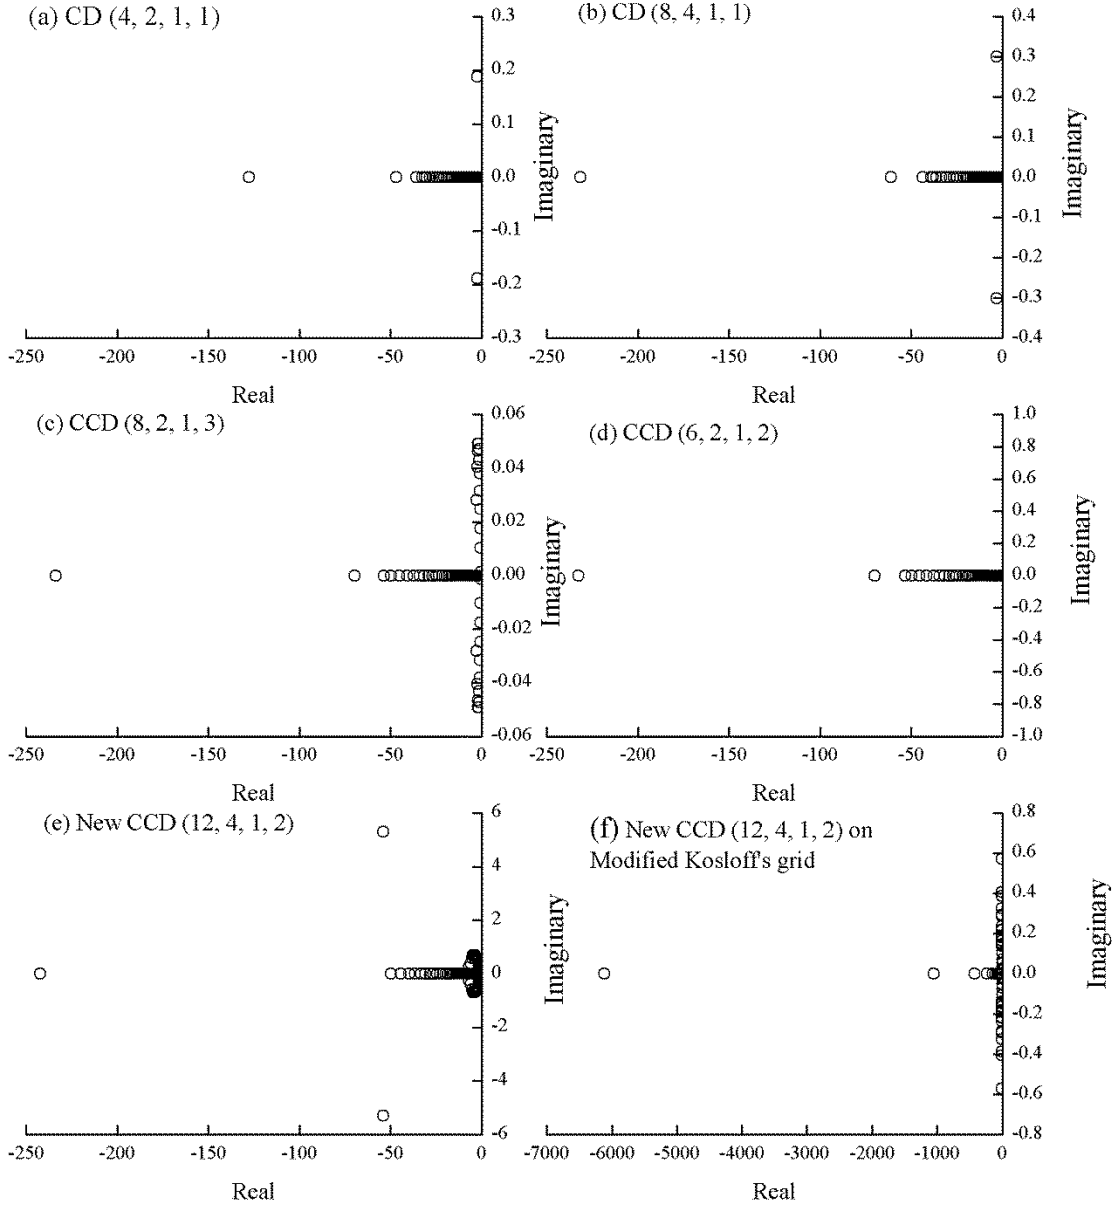 (a) CD (4, 2, 1, 1)
0.3
0.2
0.1
0.0
-0.1
-0.2
-0.3
Imaginary
-250 -200 -150 -100 -50 0
Real
(b) CD (8, 4, 1, 1)
0.4
0.3
0.2
0.1
0.0
-0.1
-0.2
-0.3
-0.4
Imaginary
-250 -200 -150 -100 -50 0
Real
(c) CCD (8, 2, 1, 3)
0.06
0.04
0.02
0.00
-0.02
-0.04
-0.06
Imaginary
-250 -200 -150 -100 -50 0
Real
(d) CCD (6, 2, 1, 2)
1.0
0.8
0.6
0.4
0.2
0.0
-0.2
-0.4
-0.6
-0.8
-1.0
Imaginary
-250 -200 -150 -100 -50 0
Real
(e) New CCD (12, 4, 1, 2)
6
4
2
0
-2
-4
-6
Imaginary
-250 -200 -150 -100 -50 0
Real
(f) New CCD (12, 4, 1, 2) on
Modified Kosloff's grid
0.8
0.6
0.4
0.2
0.0
-0.2
-0.4
-0.6
-0.8
Imaginary
-7000 -6000 -5000 -4000 -3000 -2000 -1000 0
Real